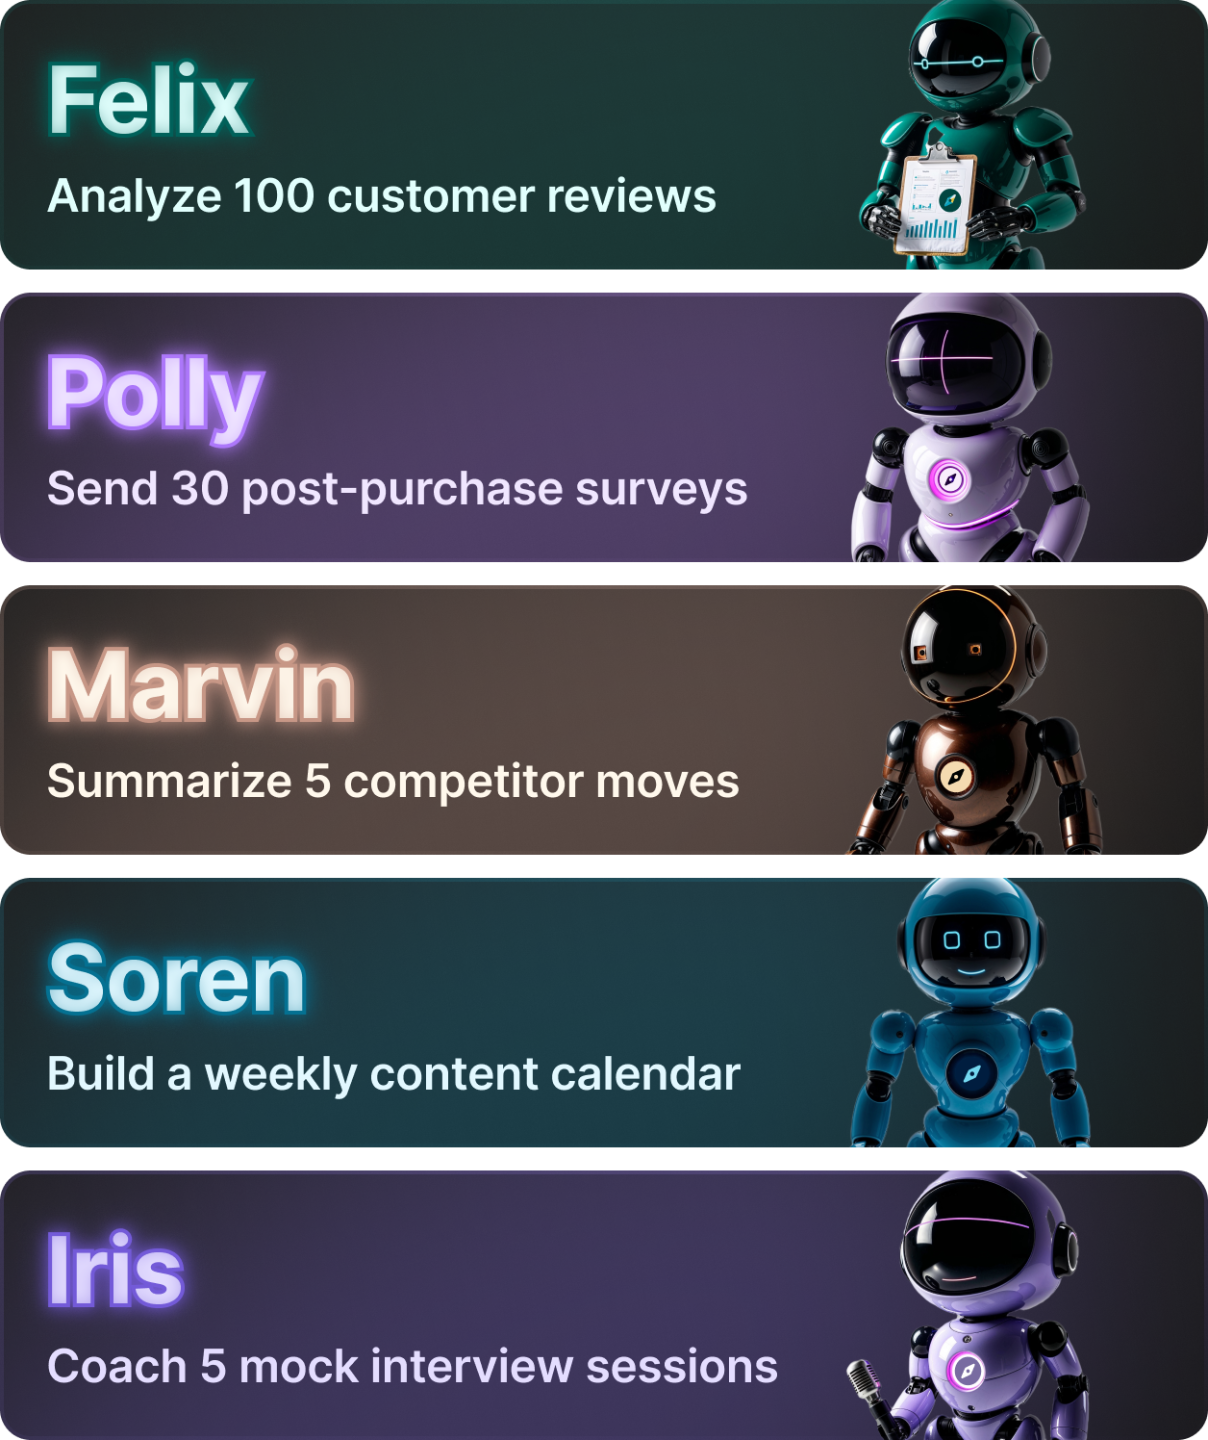 Felix
Analyze 100 customer reviews
Polly
Send 30 post-purchase surveys
Marvin
Summarize 5 competitor moves
Soren
Build a weekly content calendar
Iris
Coach 5 mock interview sessions